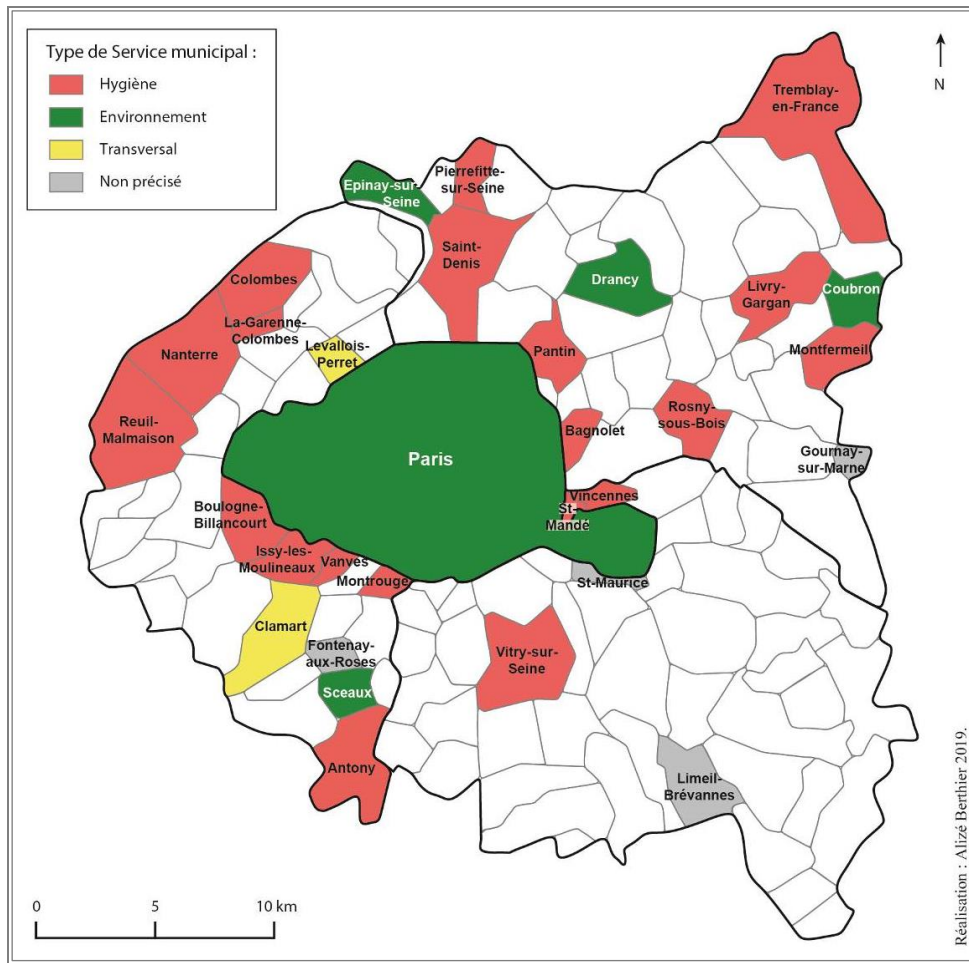 Type de Service municipal :
Hygiène
Environnement
Transversal
Non précisé
N
Tremblay-
en-France
Pierrefitte-
sur-Seine
Epinay-sur-
Seine
Saint-
Denis
Drancy
Livry-
Gargan
Coubron
Colombes
La-Garenne-
Colombes
Nanterre
Levallois-
Perret
Pantin
Montfermeil
Reuil-
Malmaison
Bagnolet
Rosny-
sous-Bois
Gournay-
sur-Marne
Paris
Vincennes
St-
Mandé
Boulogne-
Billancourt
Issy-les-
Moulineaux
Vanves
Montrouge
St-Maurice
Clamart
Fontenay-
aux-Roses
Sceaux
Vitry-sur-
Seine
Antony
Limeil-
Brévannes
0 5 10 km
Réalisation : Alizé Berthier 2019.